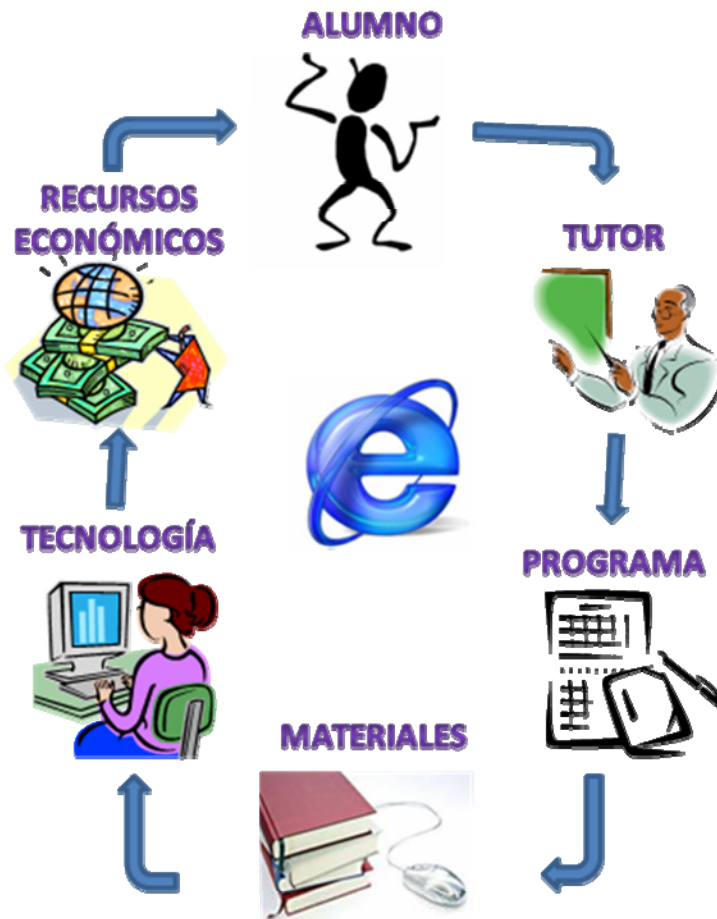 ALUMNO
TUTOR
PROGRAMA
MATERIALES
TECNOLOGÍA
RECURSOS
ECONÓMICOS